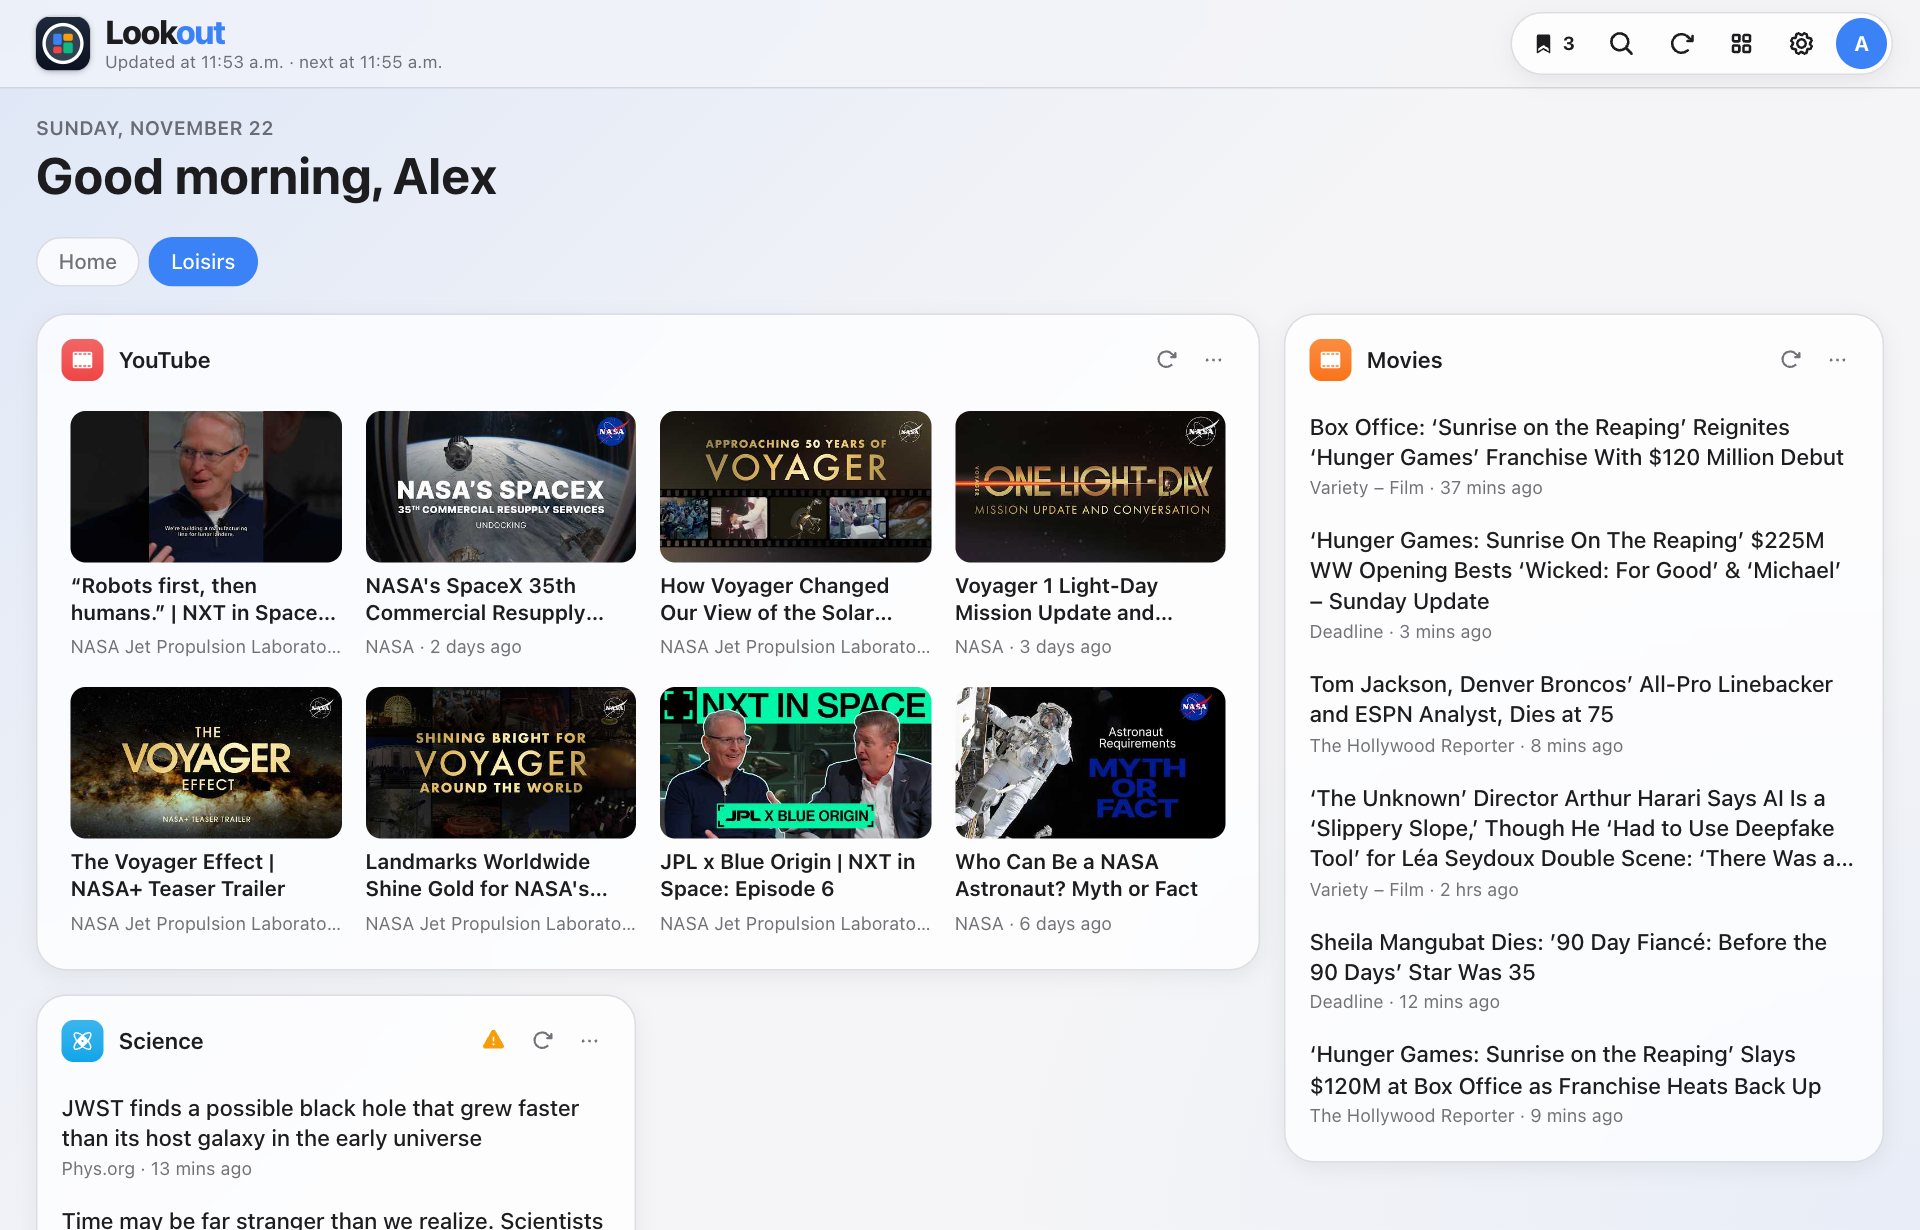 Lookout
Updated at 11:53 a.m. · next at 11:55 a.m.
3
A
SUNDAY, NOVEMBER 22
Good morning, Alex
Home
Loisirs
YouTube
We're building a manufacturing
line for lunar landers.
“Robots first, then
humans.” | NXT in Space...
NASA Jet Propulsion Laborato...
NASA
NASA'S SPACEX
35TH COMMERCIAL RESUPPLY SERVICES
UNDOCKING
NASA's SpaceX 35th
Commercial Resupply...
NASA · 2 days ago
NASA
APPROACHING 50 YEARS OF
VOYAGER
How Voyager Changed
Our View of the Solar...
NASA Jet Propulsion Laborato...
NASA
VOYAGER
ONE LIGHT-DAY
MISSION UPDATE AND CONVERSATION
Voyager 1 Light-Day
Mission Update and...
NASA · 3 days ago
NASA
THE
VOYAGER
EFFECT
NASA+ TEASER TRAILER
The Voyager Effect |
NASA+ Teaser Trailer
NASA Jet Propulsion Laborato...
NASA
SHINING BRIGHT FOR
VOYAGER
AROUND THE WORLD
Landmarks Worldwide
Shine Gold for NASA's...
NASA Jet Propulsion Laborato...
NXT IN SPACE
JPL X BLUE ORIGIN
JPL x Blue Origin | NXT in
Space: Episode 6
NASA Jet Propulsion Laborato...
NASA
Astronaut
Requirements
MYTH
OR
FACT
Who Can Be a NASA
Astronaut? Myth or Fact
NASA · 6 days ago
Movies
Box Office: ‘Sunrise on the Reaping’ Reignites
‘Hunger Games’ Franchise With $120 Million Debut
Variety – Film · 37 mins ago
‘Hunger Games: Sunrise On The Reaping’ $225M
WW Opening Bests ‘Wicked: For Good’ & ‘Michael’
– Sunday Update
Deadline · 3 mins ago
Tom Jackson, Denver Broncos’ All-Pro Linebacker
and ESPN Analyst, Dies at 75
The Hollywood Reporter · 8 mins ago
‘The Unknown’ Director Arthur Harari Says AI Is a
‘Slippery Slope,’ Though He ‘Had to Use Deepfake
Tool’ for Léa Seydoux Double Scene: ‘There Was a...
Variety – Film · 2 hrs ago
Sheila Mangubat Dies: ’90 Day Fiancé: Before the
90 Days’ Star Was 35
Deadline · 12 mins ago
‘Hunger Games: Sunrise on the Reaping’ Slays
$120M at Box Office as Franchise Heats Back Up
The Hollywood Reporter · 9 mins ago
Science
JWST finds a possible black hole that grew faster
than its host galaxy in the early universe
Phys.org · 13 mins ago
Time may be far stranger than we realize. Scientists